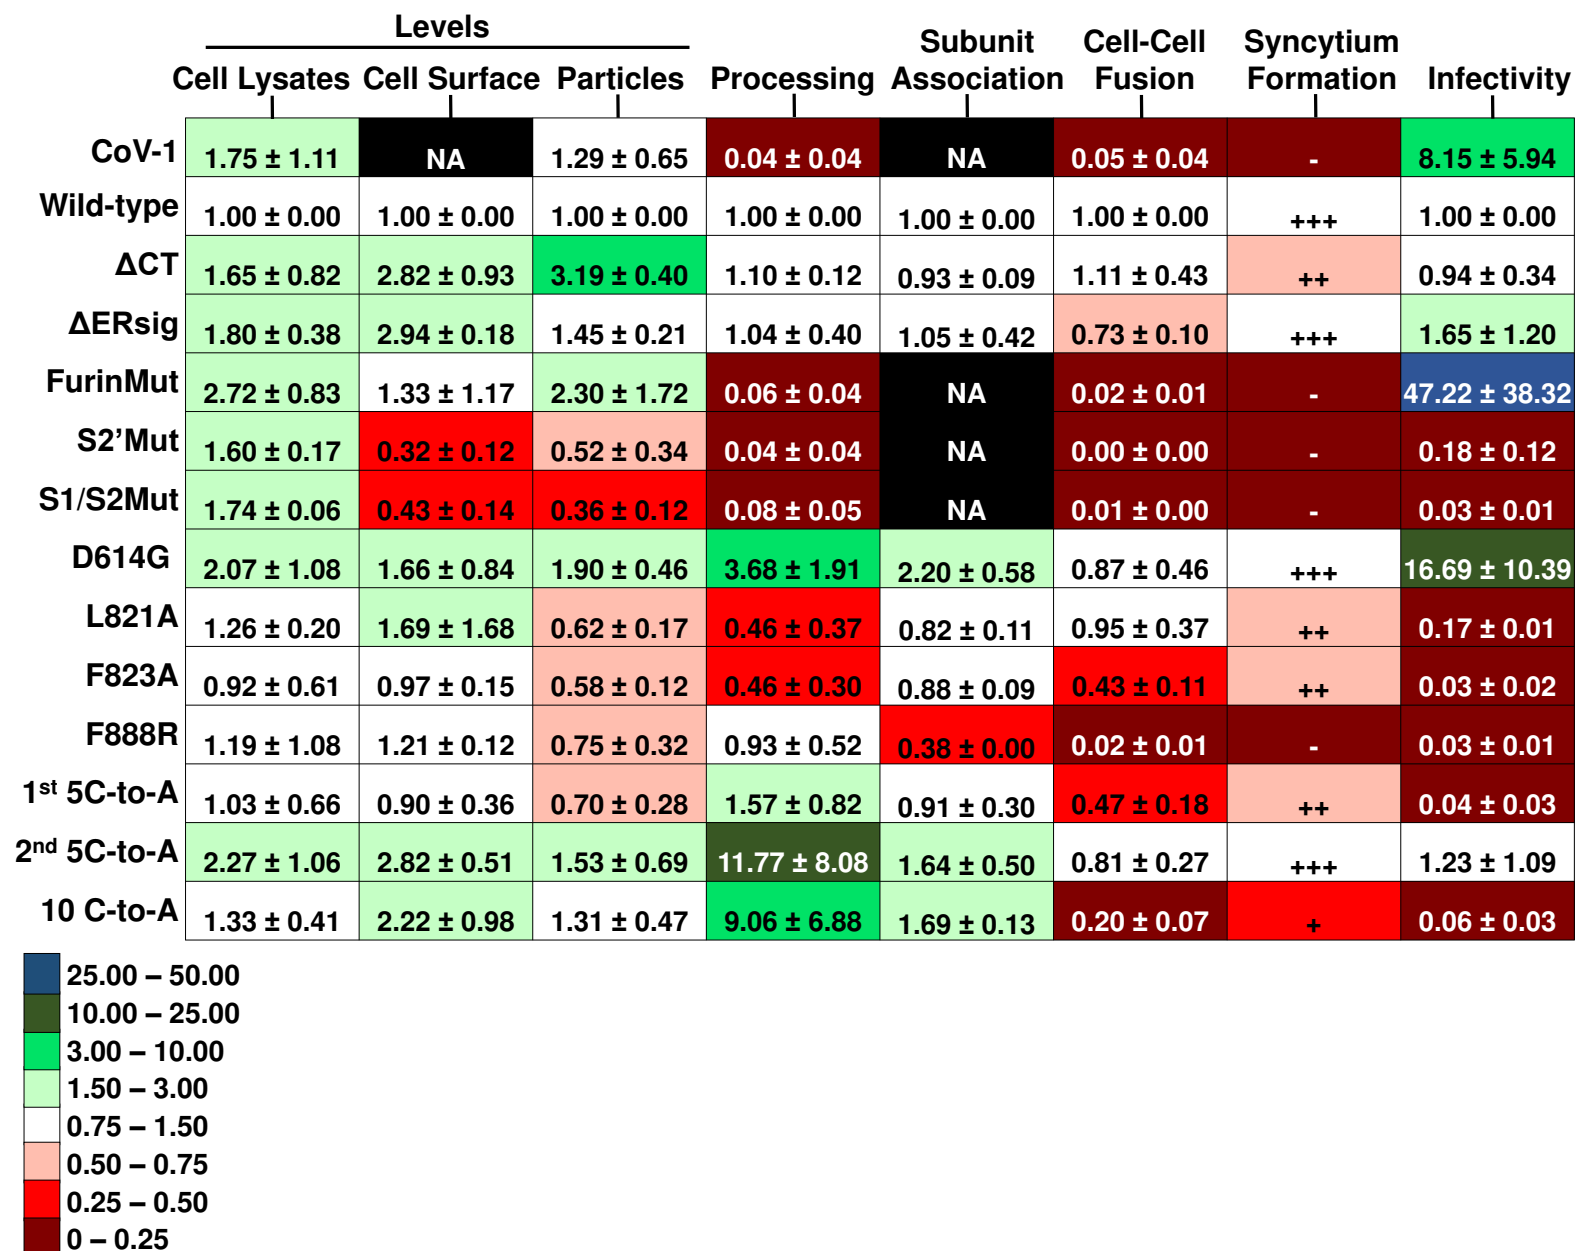 Levels
Subunit Cell-Cell Syncytium
Cell Lysates Cell Surface Particles Processing Association Fusion Formation Infectivity
CoV-1 1.75 ± 1.11 NA 1.29 ± 0.65 0.04 ± 0.04 NA 0.05 ± 0.04 - 8.15 ± 5.94
Wild-type 1.00 ± 0.00 1.00 ± 0.00 1.00 ± 0.00 1.00 ± 0.00 1.00 ± 0.00 1.00 ± 0.00 +++ 1.00 ± 0.00
ΔCT 1.65 ± 0.82 2.82 ± 0.93 3.19 ± 0.40 1.10 ± 0.12 0.93 ± 0.09 1.11 ± 0.43 ++ 0.94 ± 0.34
ΔERsig 1.80 ± 0.38 2.94 ± 0.18 1.45 ± 0.21 1.04 ± 0.40 1.05 ± 0.42 0.73 ± 0.10 +++ 1.65 ± 1.20
FurinMut 2.72 ± 0.83 1.33 ± 1.17 2.30 ± 1.72 0.06 ± 0.04 NA 0.02 ± 0.01 - 47.22 ± 38.32
S2’Mut 1.60 ± 0.17 0.32 ± 0.12 0.52 ± 0.34 0.04 ± 0.04 NA 0.00 ± 0.00 - 0.18 ± 0.12
S1/S2Mut 1.74 ± 0.06 0.43 ± 0.14 0.36 ± 0.12 0.08 ± 0.05 NA 0.01 ± 0.00 - 0.03 ± 0.01
D614G 2.07 ± 1.08 1.66 ± 0.84 1.90 ± 0.46 3.68 ± 1.91 2.20 ± 0.58 0.87 ± 0.46 +++ 16.69 ± 10.39
L821A 1.26 ± 0.20 1.69 ± 1.68 0.62 ± 0.17 0.46 ± 0.37 0.82 ± 0.11 0.95 ± 0.37 ++ 0.17 ± 0.01
F823A 0.92 ± 0.61 0.97 ± 0.15 0.58 ± 0.12 0.46 ± 0.30 0.88 ± 0.09 0.43 ± 0.11 ++ 0.03 ± 0.02
F888R 1.19 ± 1.08 1.21 ± 0.12 0.75 ± 0.32 0.93 ± 0.52 0.38 ± 0.00 0.02 ± 0.01 - 0.03 ± 0.01
1st 5C-to-A 1.03 ± 0.66 0.90 ± 0.36 0.70 ± 0.28 1.57 ± 0.82 0.91 ± 0.30 0.47 ± 0.18 ++ 0.04 ± 0.03
2nd 5C-to-A 2.27 ± 1.06 2.82 ± 0.51 1.53 ± 0.69 11.77 ± 8.08 1.64 ± 0.50 0.81 ± 0.27 +++ 1.23 ± 1.09
10 C-to-A 1.33 ± 0.41 2.22 ± 0.98 1.31 ± 0.47 9.06 ± 6.88 1.69 ± 0.13 0.20 ± 0.07 + 0.06 ± 0.03
25.00 – 50.00
10.00 – 25.00
3.00 – 10.00
1.50 – 3.00
0.75 – 1.50
0.50 – 0.75
0.25 – 0.50
0 – 0.25